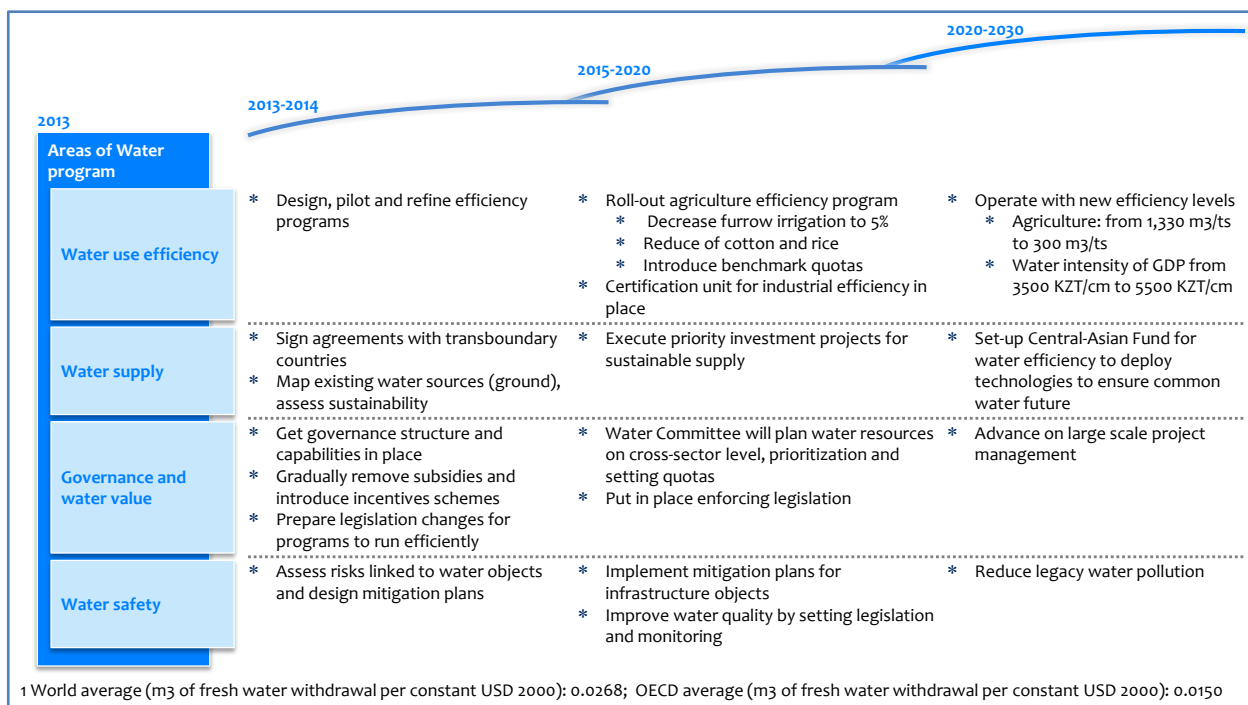 2020-2030
2015-2020
2013-2014
2013
Areas of Water
program
Water use efficiency
* Design, pilot and refine efficiency
programs
* Roll-out agriculture efficiency program
* Decrease furrow irrigation to 5%
* Reduce of cotton and rice
* Introduce benchmark quotas
* Certification unit for industrial efficiency in
place
* Operate with new efficiency levels
* Agriculture: from 1,330 m3/ts
to 300 m3/ts
* Water intensity of GDP from
3500 KZT/cm to 5500 KZT/cm
Water supply
* Sign agreements with transboundary
countries
* Map existing water sources (ground),
assess sustainability
* Execute priority investment projects for
sustainable supply
* Set-up Central-Asian Fund for
water efficiency to deploy
technologies to ensure common
water future
Governance and
water value
* Get governance structure and
capabilities in place
* Gradually remove subsidies and
introduce incentives schemes
* Prepare legislation changes for
programs to run efficiently
* Water Committee will plan water resources
on cross-sector level, prioritization and
setting quotas
* Put in place enforcing legislation
* Advance on large scale project
management
Water safety
* Assess risks linked to water objects
and design mitigation plans
* Implement mitigation plans for
infrastructure objects
* Improve water quality by setting legislation
and monitoring
* Reduce legacy water pollution
1 World average (m3 of fresh water withdrawal per constant USD 2000): 0.0268; OECD average (m3 of fresh water withdrawal per constant USD 2000): 0.0150